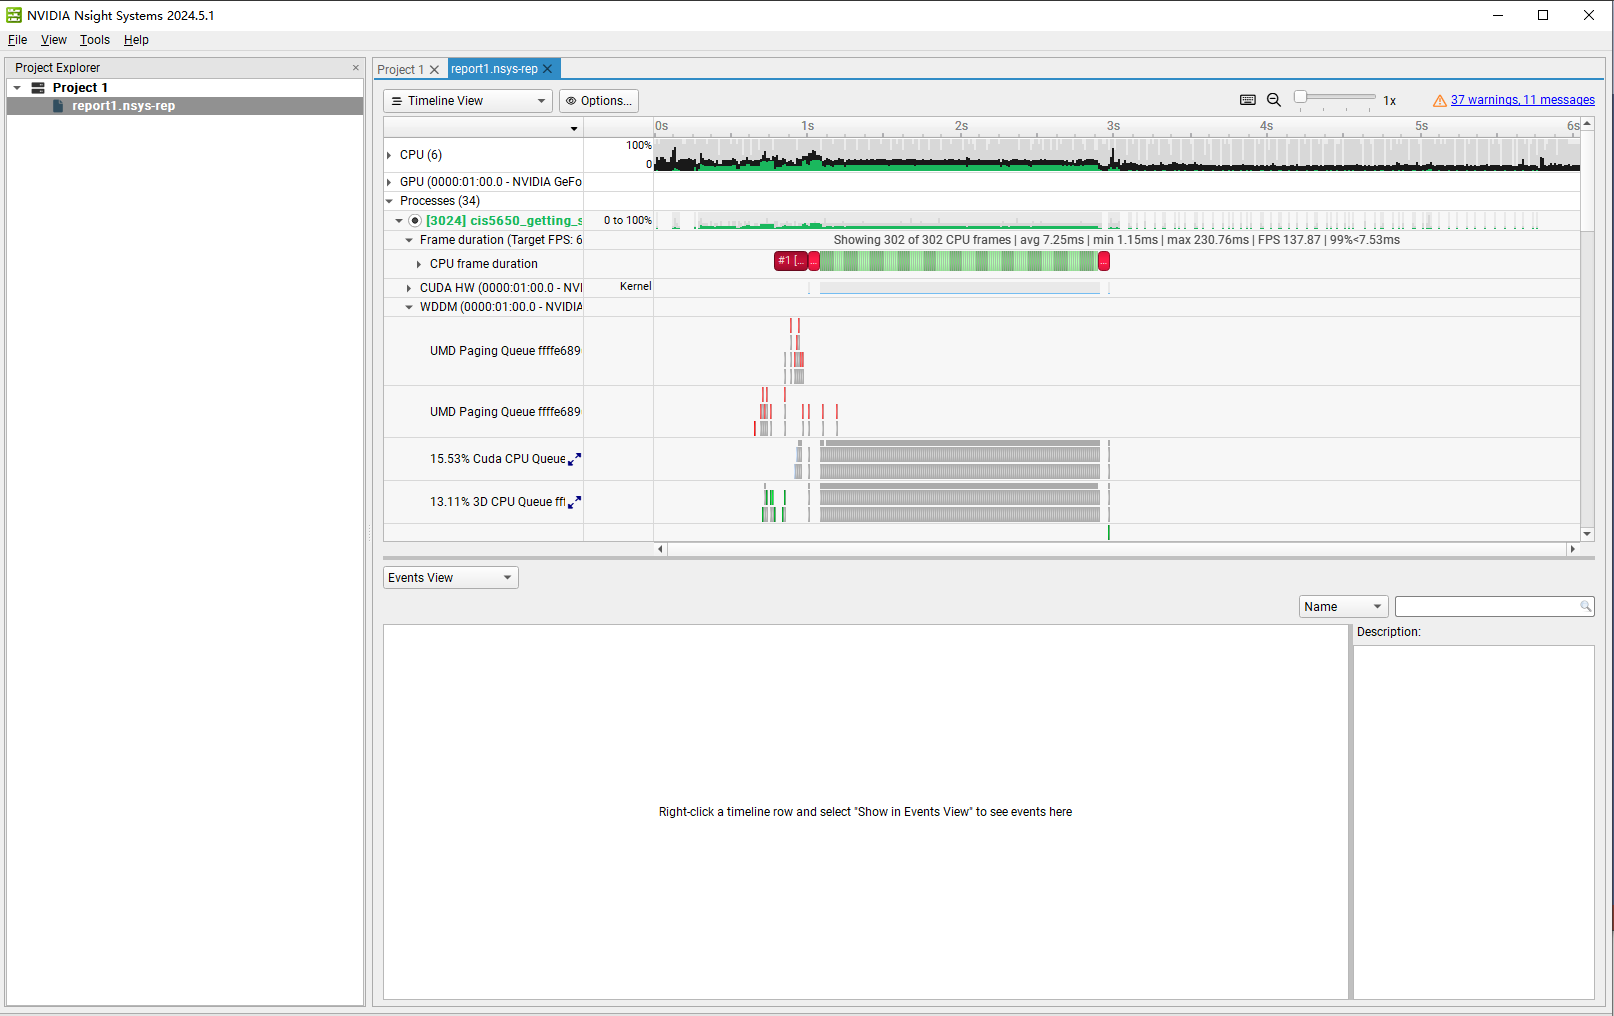 NVIDIA Nsight Systems 2024.5.1
File View Tools Help
Project Explorer
Project 1
report1.nsys-rep
Project 1
report1.nsys-rep
Timeline View
Options...
1x
37 warnings, 11 messages
0s 1s 2s 3s 4s 5s 6s
CPU (6)
100%
0
GPU (0000:01:00.0 - NVIDIA GeFo
Processes (34)
[3024] cis5650_getting_s
0 to 100%
Frame duration (Target FPS: 6
Showing 302 of 302 CPU frames | avg 7.25ms | min 1.15ms | max 230.76ms | FPS 137.87 | 99%<7.53ms
CPU frame duration
#1 [... ... ...
CUDA HW (0000:01:00.0 - NVI
Kernel
WDDM (0000:01:00.0 - NVIDIA
UMD Paging Queue ffffe689
UMD Paging Queue ffffe689
15.53% Cuda CPU Queue
13.11% 3D CPU Queue fff
Events View
Name
Description:
Right-click a timeline row and select "Show in Events View" to see events here